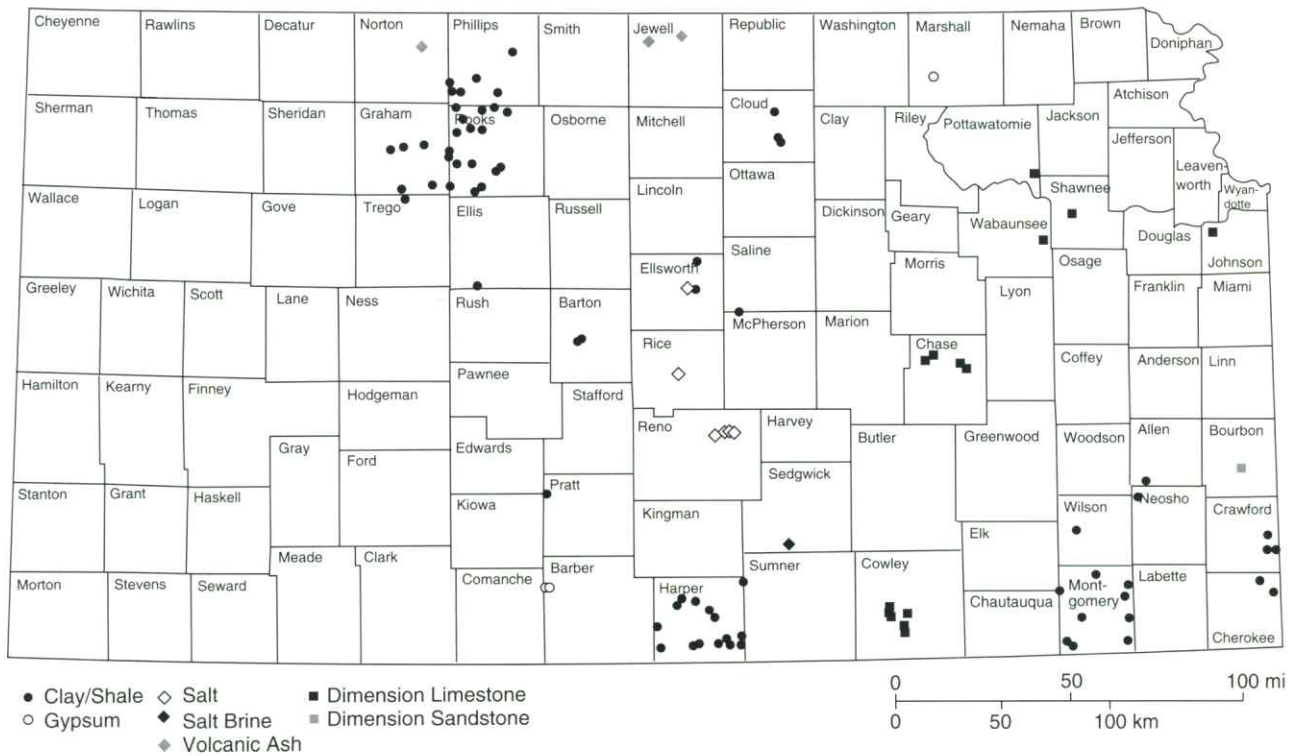 Cheyenne
Rawlins
Decatur
Norton
Phillips
Smith
Jewell
Republic
Washington
Marshall
Nemaha
Brown
Doniphan
Sherman
Thomas
Sheridan
Graham
Rooks
Osborne
Mitchell
Cloud
Clay
Riley
Pottawatomie
Jackson
Atchison
Jefferson
Leaven-
worth
Wyan-
dotte
Wallace
Logan
Gove
Trego
Ellis
Russell
Lincoln
Ottawa
Dickinson
Geary
Wabaunsee
Shawnee
Douglas
Johnson
Greeley
Wichita
Scott
Lane
Ness
Rush
Barton
Ellsworth
Saline
Morris
Lyon
Osage
Franklin
Miami
Rice
McPherson
Marion
Chase
Coffey
Anderson
Linn
Hamilton
Kearny
Finney
Hodgeman
Pawnee
Stafford
Gray
Ford
Edwards
Reno
Harvey
Butler
Greenwood
Woodson
Allen
Bourbon
Stanton
Grant
Haskell
Kiowa
Pratt
Kingman
Sedgwick
Elk
Wilson
Neosho
Crawford
Morton
Stevens
Seward
Meade
Clark
Comanche
Barber
Harper
Sumner
Cowley
Chautauqua
Mont-
gomery
Labette
Cherokee
Clay/Shale
Gypsum
Salt
Salt Brine
Volcanic Ash
Dimension Limestone
Dimension Sandstone
0 50 100 mi
0 50 100 km